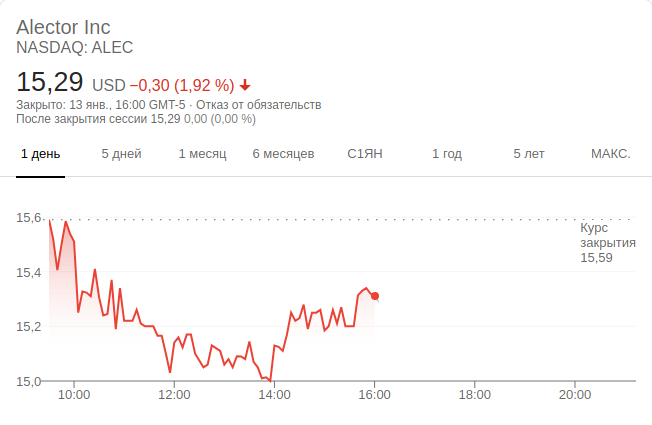 Alector Inc
NASDAQ: ALEC
15,29 USD −0,30 (1,92 %)
Закрыто: 13 янв., 16:00 GMT-5 · Отказ от обязательств
После закрытия сессии 15,29 0,00 (0,00 %)
1 день 5 дней 1 месяц 6 месяцев С1ЯН 1 год 5 лет МАКС.
15,6
Курс
закрытия
15,59
15,4
15,2
15,0
10:00 12:00 14:00 16:00 18:00 20:00